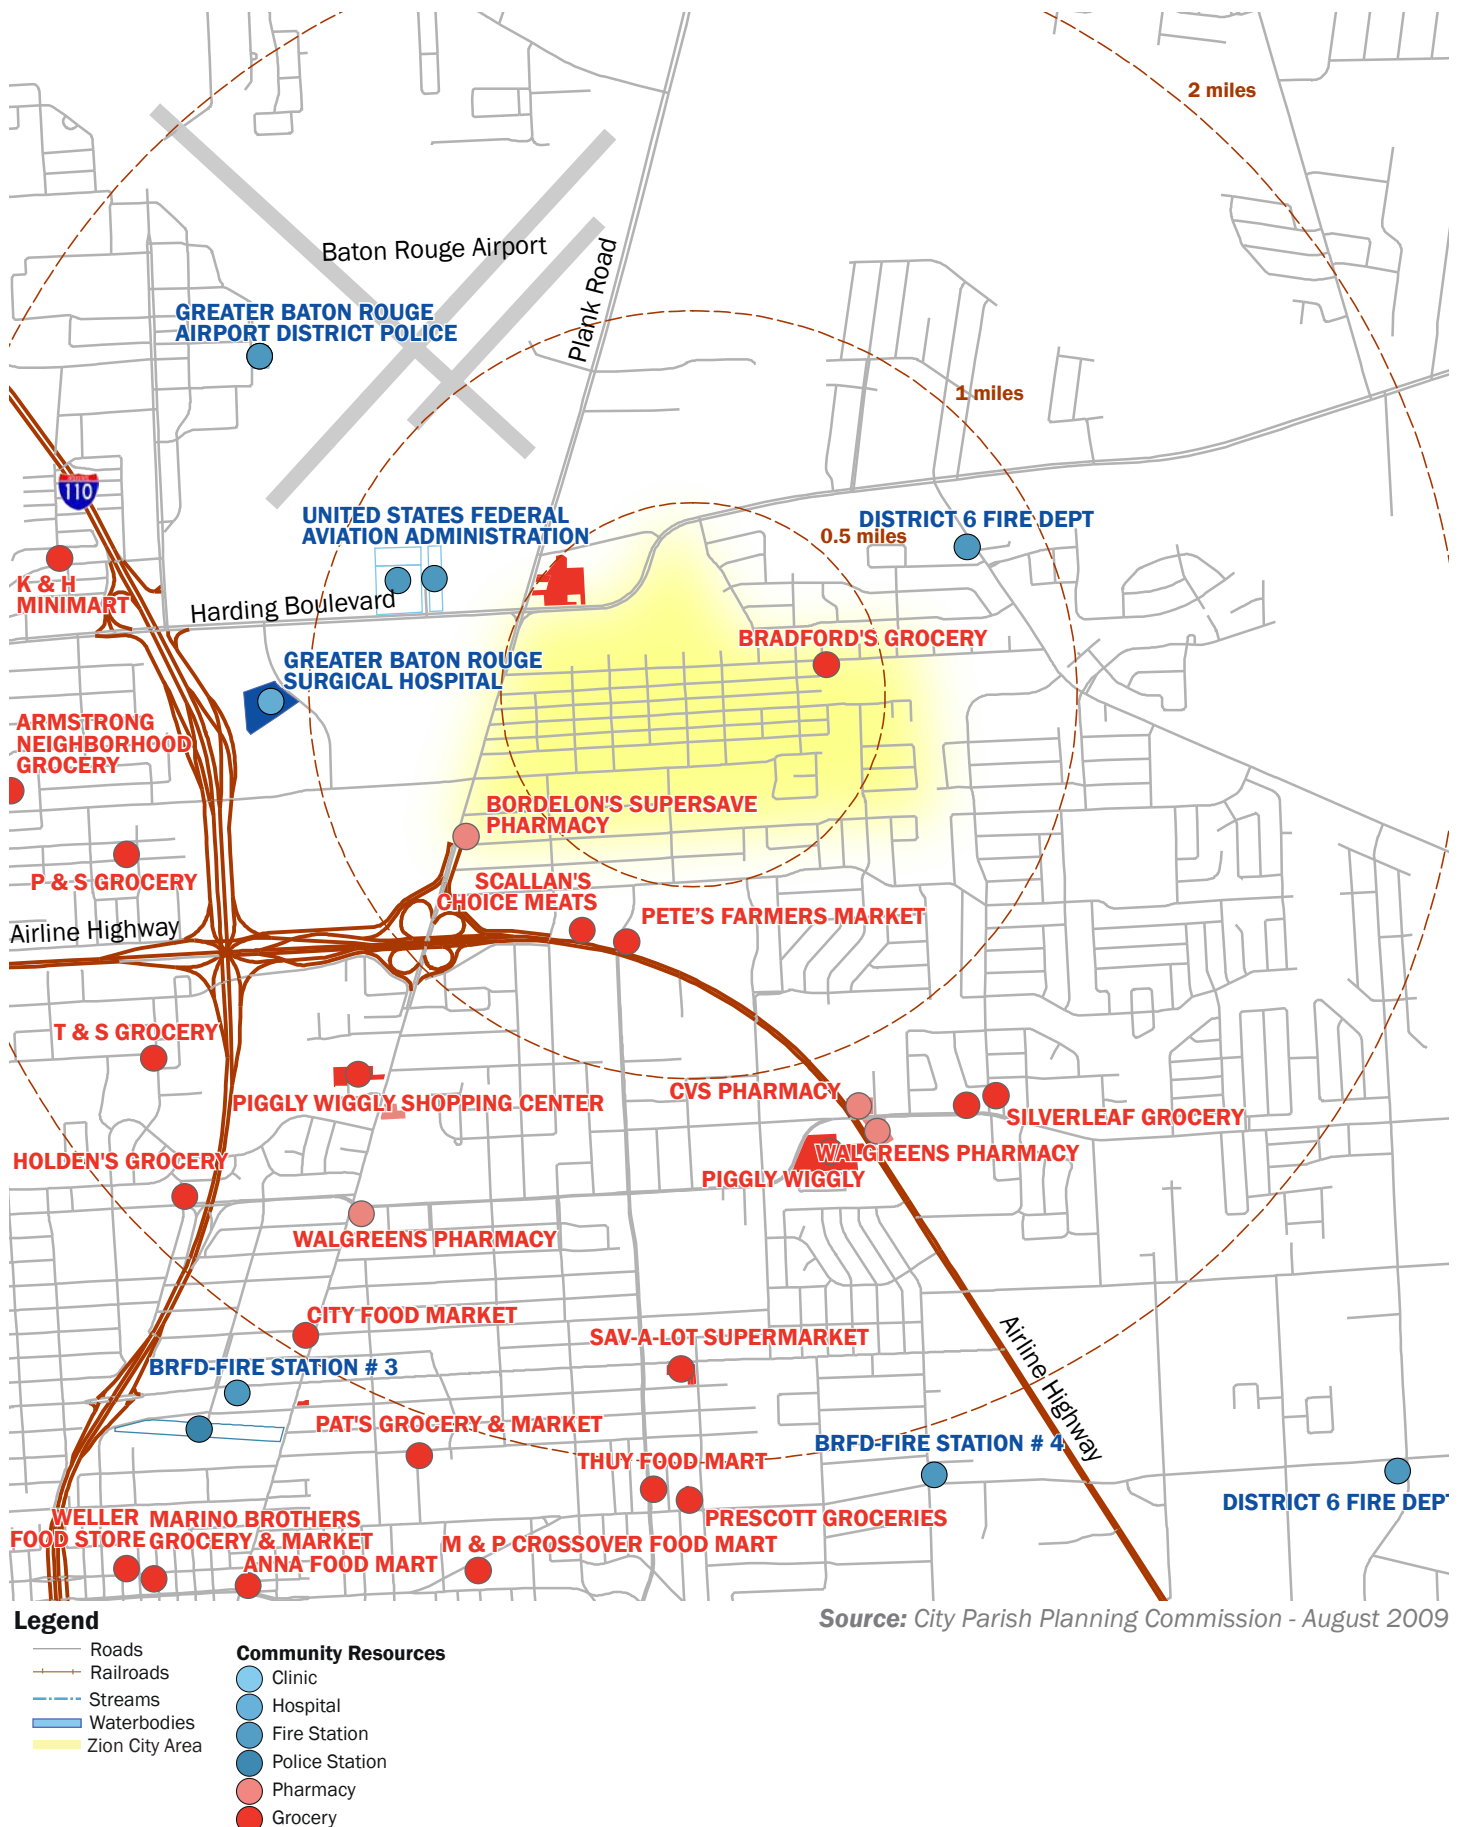 2 miles
Baton Rouge Airport
Plank Road
GREATER BATON ROUGE
AIRPORT DISTRICT POLICE
1 miles
110
UNITED STATES FEDERAL
AVIATION ADMINISTRATION
DISTRICT 6 FIRE DEPT
0.5 miles
K & H
MINIMART
Harding Boulevard
BRADFORD'S GROCERY
GREATER BATON ROUGE
SURGICAL HOSPITAL
ARMSTRONG
NEIGHBORHOOD
GROCERY
BORDELON'S SUPERSAVE
PHARMACY
P & S GROCERY
SCALLAN'S
CHOICE MEATS
PETE'S FARMERS MARKET
Airline Highway
T & S GROCERY
PIGGLY WIGGLY SHOPPING CENTER
CVS PHARMACY
SILVERLEAF GROCERY
WALGREENS PHARMACY
PIGGLY WIGGLY
HOLDEN'S GROCERY
WALGREENS PHARMACY
CITY FOOD MARKET
SAV-A-LOT SUPERMARKET
Airline Highway
BRFD-FIRE STATION # 3
PAT'S GROCERY & MARKET
BRFD-FIRE STATION # 4
THUY FOOD MART
DISTRICT 6 FIRE DEPT
PRESCOTT GROCERIES
WELLER
FOOD STORE
MARINO BROTHERS
GROCERY & MARKET
ANNA FOOD MART
M & P CROSSOVER FOOD MART
Source: City Parish Planning Commission - August 2009
Legend
Roads
Railroads
Streams
Waterbodies
Zion City Area
Community Resources
Clinic
Hospital
Fire Station
Police Station
Pharmacy
Grocery